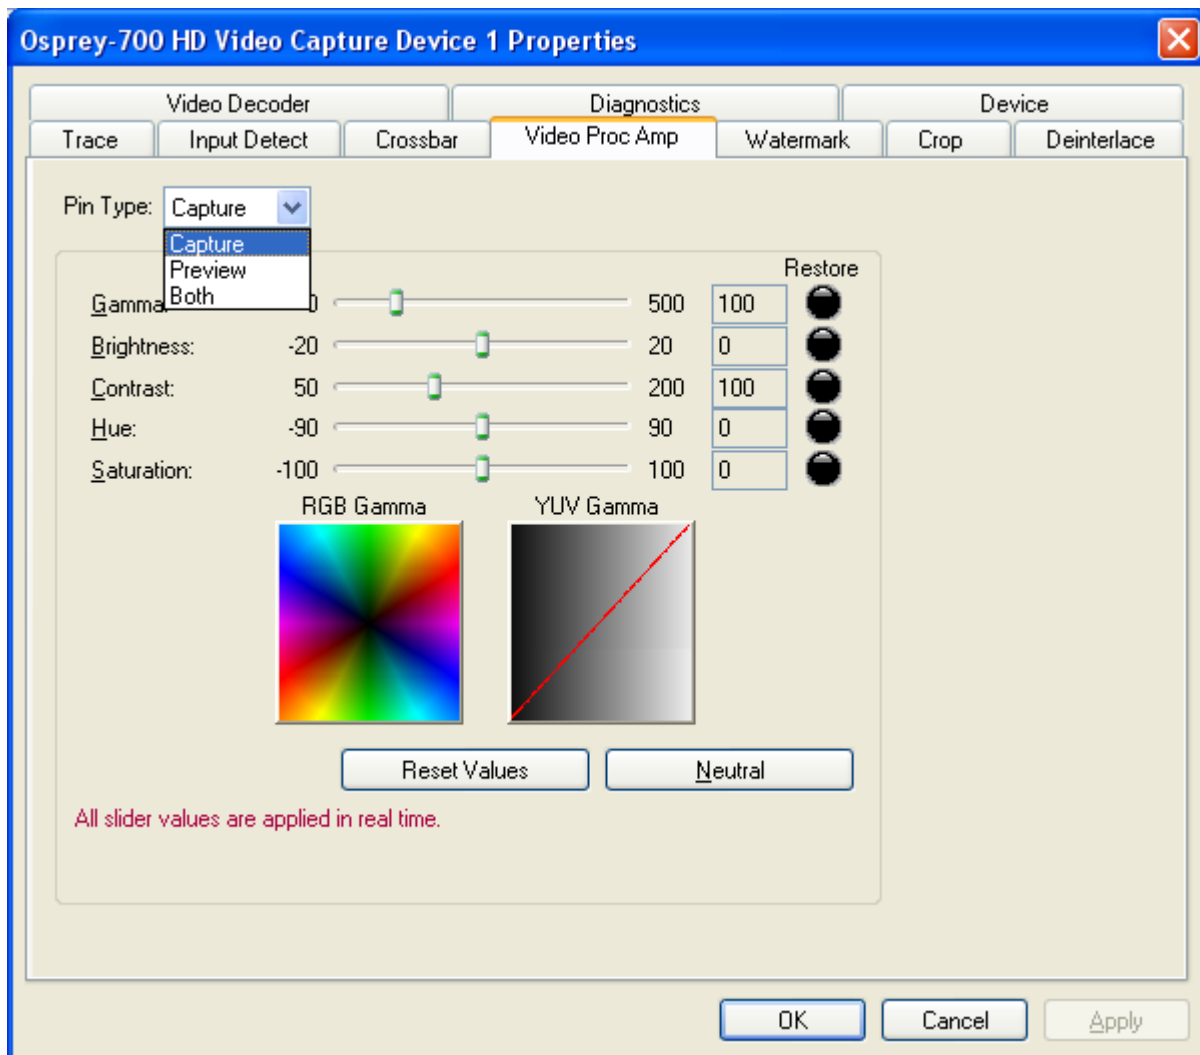 Osprey-700 HD Video Capture Device 1 Properties
Video Decoder Diagnostics Device
Trace Input Detect Crossbar Video Proc Amp Watermark Crop Deinterlace
Pin Type: Capture
Capture
Preview
Both
Restore
Gamma: 500 100
Brightness: -20 20 0
Contrast: 50 200 100
Hue: -90 90 0
Saturation: -100 100 0
RGB Gamma YUV Gamma
Reset Values Neutral
All slider values are applied in real time.
OK Cancel Apply